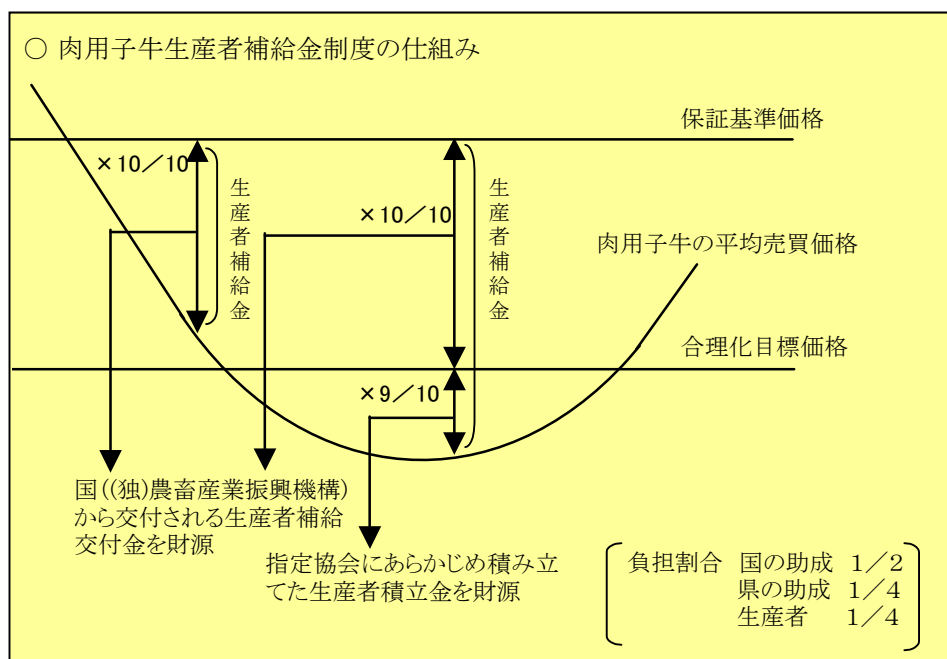 ○ 肉用子牛生産者補給金制度の仕組み
保証基準価格
×10／10
生産者補給金
×10／10
生産者補給金
肉用子牛の平均売買価格
合理化目標価格
×9／10
国((独)農畜産業振興機構)
から交付される生産者補給
交付金を財源
指定協会にあらかじめ積み立
てた生産者積立金を財源
負担割合 国の助成 1／2
県の助成 1／4
生産者 1／4